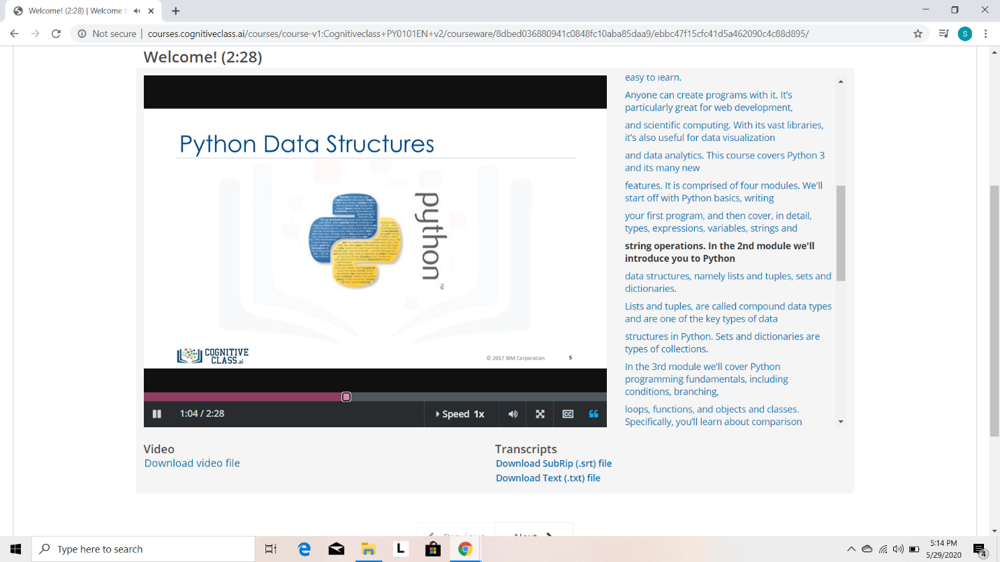 Welcome! (2:28) | Welcome t
Not secure | courses.cognitiveclass.ai/courses/course-v1:Cognitiveclass+PY0101EN+v2/courseware/8dbed036880941c0848fc10aba85daa9/ebbc47f15cfc41d5a462090c4c88d895/
S
Welcome! (2:28)
Python Data Structures
python
TM
COGNITIVE
CLASS.ai
© 2017 IBM Corporation
5
1:04 / 2:28
Speed 1x
CC
easy to learn.
Anyone can create programs with it. It's
particularly great for web development,
and scientific computing. With its vast libraries,
it's also useful for data visualization
and data analytics. This course covers Python 3
and its many new
features. It is comprised of four modules. We'll
start off with Python basics, writing
your first program, and then cover, in detail,
types, expressions, variables, strings and
string operations. In the 2nd module we'll
introduce you to Python
data structures, namely lists and tuples, sets and
dictionaries.
Lists and tuples, are called compound data types
and are one of the key types of data
structures in Python. Sets and dictionaries are
types of collections.
In the 3rd module we'll cover Python
programming fundamentals, including
conditions, branching,
loops, functions, and objects and classes.
Specifically, you'll learn about comparison
Video
Download video file
Transcripts
Download SubRip (.srt) file
Download Text (.txt) file
Previous
Next
Type here to search
L
5:14 PM
5/29/2020
4